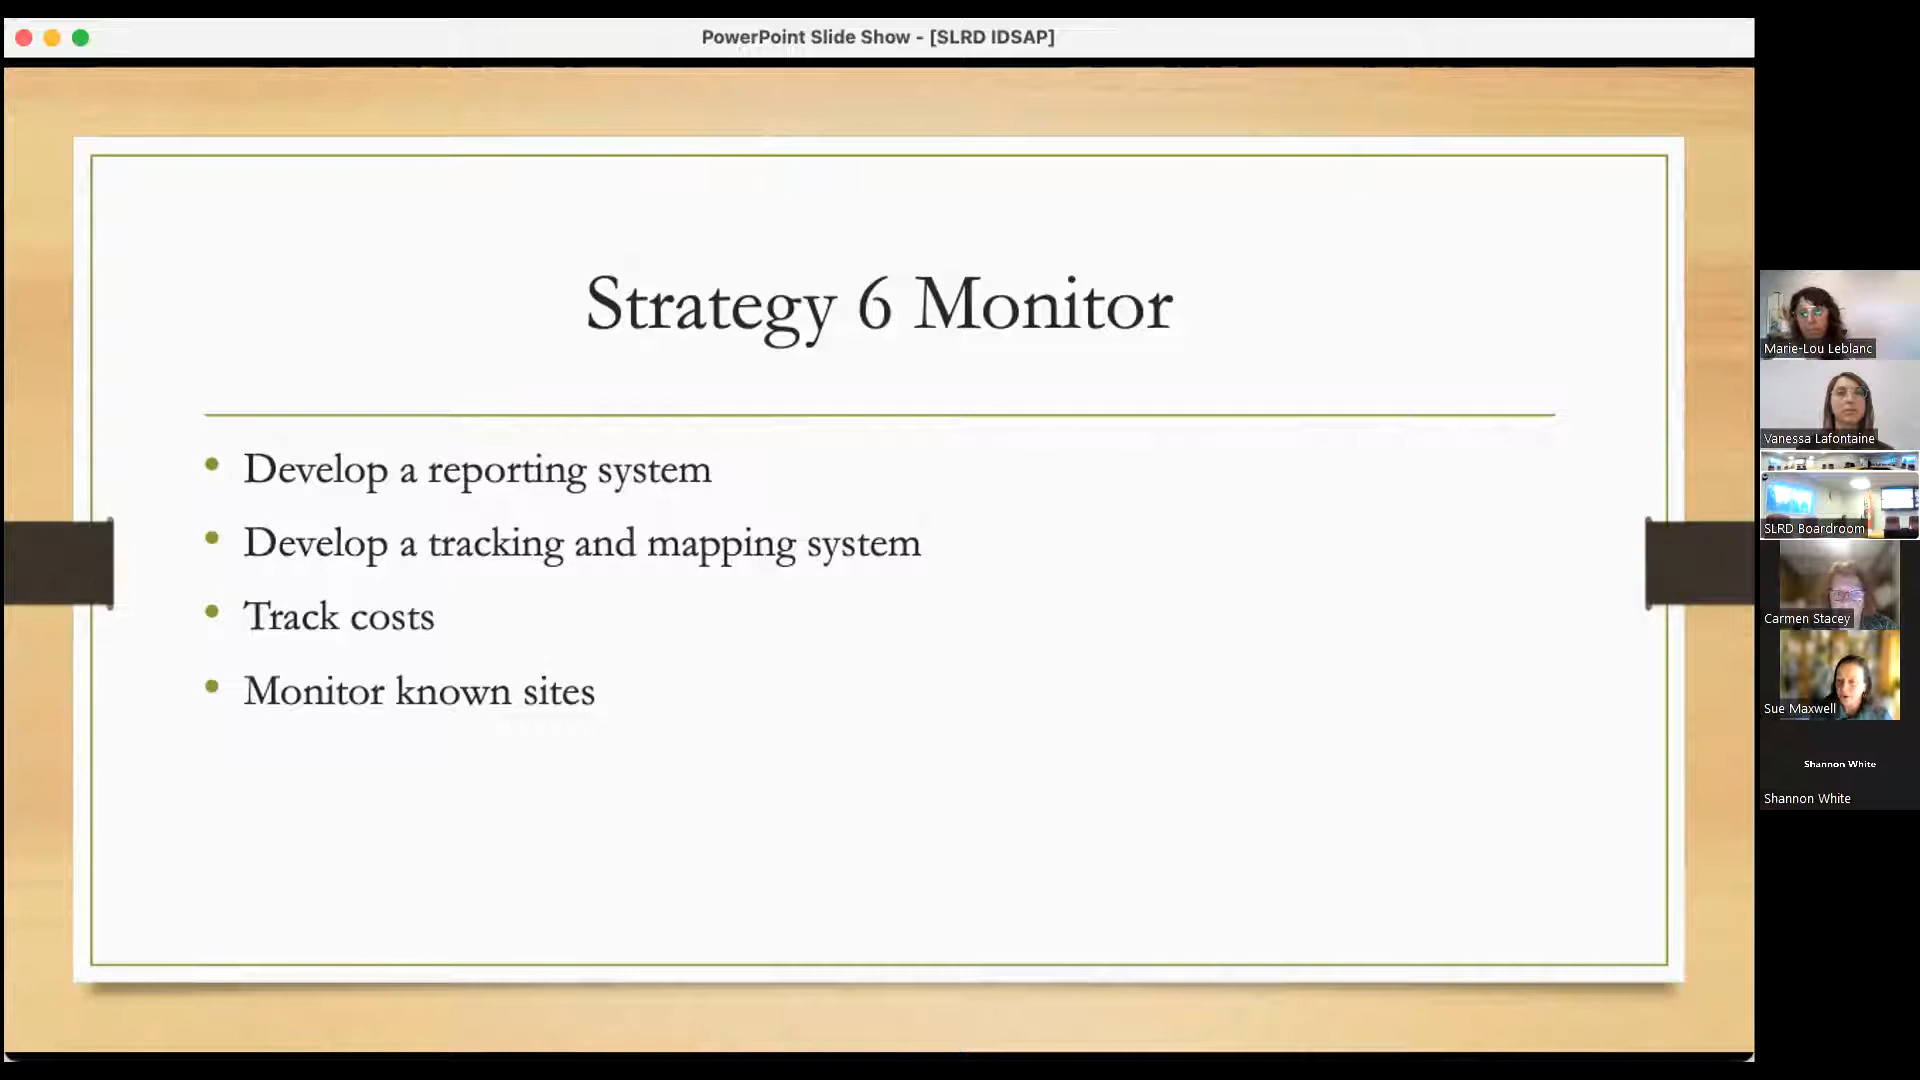 PowerPoint Slide Show - [SLRD IDSAP]
Strategy 6 Monitor
• Develop a reporting system
• Develop a tracking and mapping system
• Track costs
• Monitor known sites
Marie-Lou Leblanc
Vanessa Lafontaine
SLRD Boardroom
Carmen Stacey
Sue Maxwell
Shannon White
Shannon White